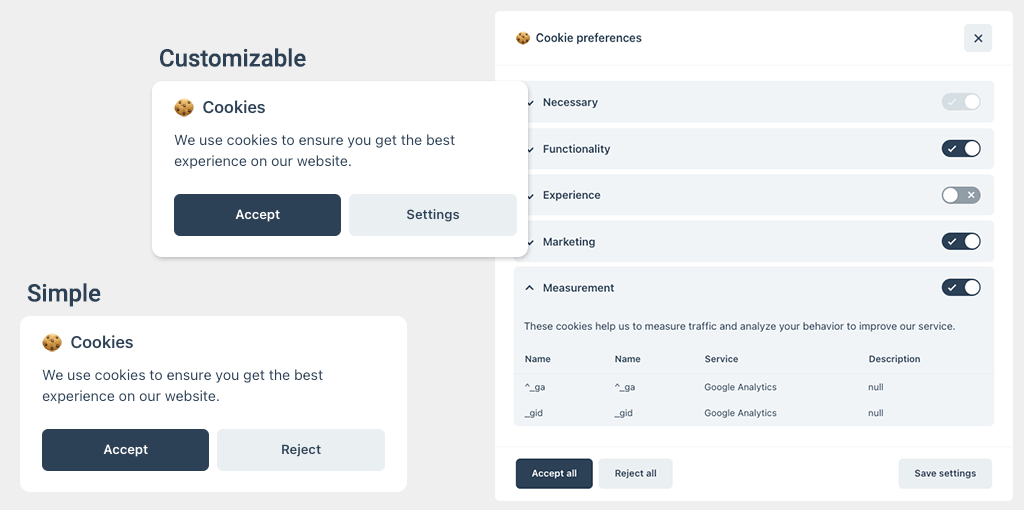 Customizable
Cookies
We use cookies to ensure you get the best
experience on our website.
Accept Settings
Simple
Cookies
We use cookies to ensure you get the best
experience on our website.
Accept Reject
Cookie preferences
Necessary
Functionality
Experience
Marketing
Measurement
These cookies help us to measure traffic and analyze your behavior to improve our service.
Name Name Service Description
^_ga ^_ga Google Analytics null
_gid _gid Google Analytics null
Accept all Reject all Save settings